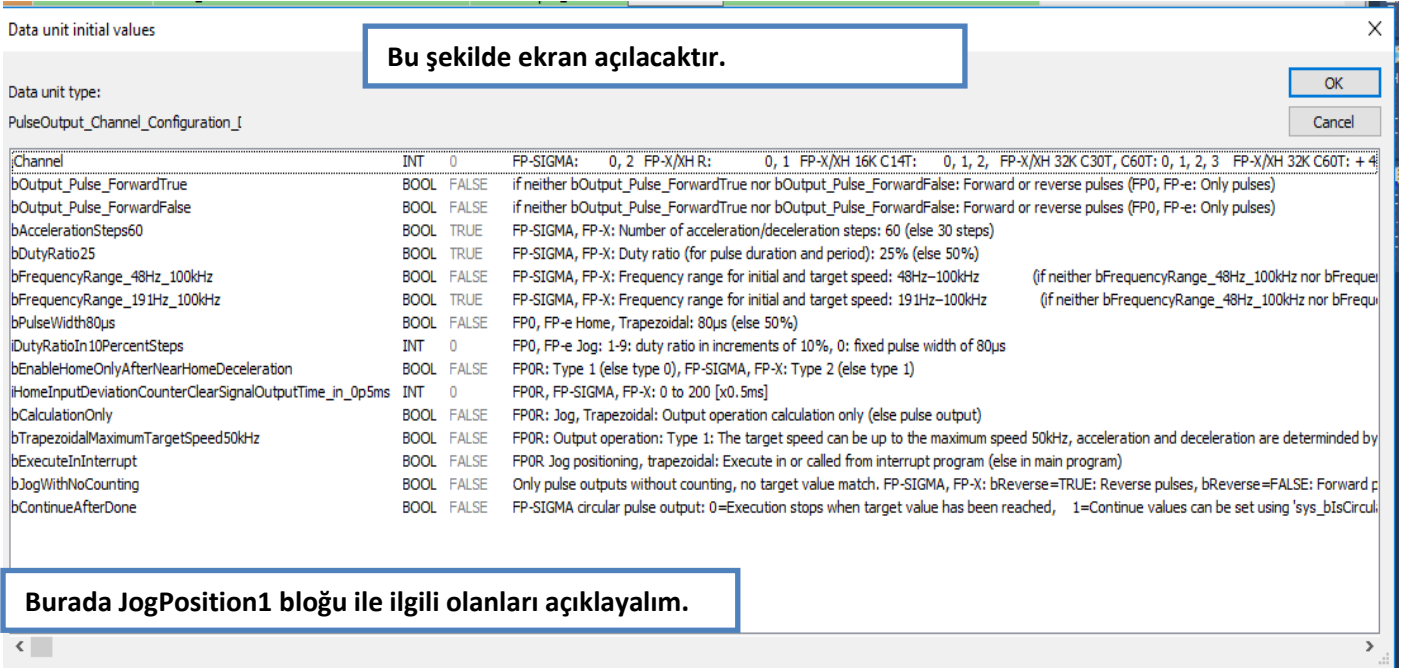 Data unit initial values
Bu şekilde ekran açılacaktır.
OK
Data unit type:
PulseOutput_Channel_Configuration_[
Cancel
iChannel INT 0 FP-SIGMA: 0, 2 FP-X/XH R: 0, 1 FP-X/XH 16K C14T: 0, 1, 2, FP-X/XH 32K C30T, C60T: 0, 1, 2, 3 FP-X/XH 32K C60T: + 4
bOutput_Pulse_ForwardTrue BOOL FALSE if neither bOutput_Pulse_ForwardTrue nor bOutput_Pulse_ForwardFalse: Forward or reverse pulses (FP0, FP-e: Only pulses)
bOutput_Pulse_ForwardFalse BOOL FALSE if neither bOutput_Pulse_ForwardTrue nor bOutput_Pulse_ForwardFalse: Forward or reverse pulses (FP0, FP-e: Only pulses)
bAccelerationSteps60 BOOL TRUE FP-SIGMA, FP-X: Number of acceleration/deceleration steps: 60 (else 30 steps)
bDutyRatio25 BOOL TRUE FP-SIGMA, FP-X: Duty ratio (for pulse duration and period): 25% (else 50%)
bFrequencyRange_48Hz_100kHz BOOL FALSE FP-SIGMA, FP-X: Frequency range for initial and target speed: 48Hz–100kHz (if neither bFrequencyRange_48Hz_100kHz nor bFrequen
bFrequencyRange_191Hz_100kHz BOOL TRUE FP-SIGMA, FP-X: Frequency range for initial and target speed: 191Hz–100kHz (if neither bFrequencyRange_48Hz_100kHz nor bFreque
bPulseWidth80µs BOOL FALSE FP0, FP-e Home, Trapezoidal: 80µs (else 50%)
iDutyRatioIn10PercentSteps INT 0 FP0, FP-e Jog: 1-9: duty ratio in increments of 10%, 0: fixed pulse width of 80µs
bEnableHomeOnlyAfterNearHomeDeceleration BOOL FALSE FP0R: Type 1 (else type 0), FP-SIGMA, FP-X: Type 2 (else type 1)
iHomeInputDeviationCounterClearSignalOutputTime_in_0p5ms INT 0 FP0R, FP-SIGMA, FP-X: 0 to 200 [x0.5ms]
bCalculationOnly BOOL FALSE FP0R: Jog, Trapezoidal: Output operation calculation only (else pulse output)
bTrapezoidalMaximumTargetSpeed50kHz BOOL FALSE FP0R: Output operation: Type 1: The target speed can be up to the maximum speed 50kHz, acceleration and deceleration are determinded by
bExecuteInInterrupt BOOL FALSE FP0R Jog positioning, trapezoidal: Execute in or called from interrupt program (else in main program)
bJogWithNoCounting BOOL FALSE Only pulse outputs without counting, no target value match. FP-SIGMA, FP-X: bReverse=TRUE: Reverse pulses, bReverse=FALSE: Forward p
bContinueAfterDone BOOL FALSE FP-SIGMA circular pulse output: 0=Execution stops when target value has been reached, 1=Continue values can be set using 'sys_bIsCircul
Burada JogPosition1 bloğu ile ilgili olanları açıklayalım.